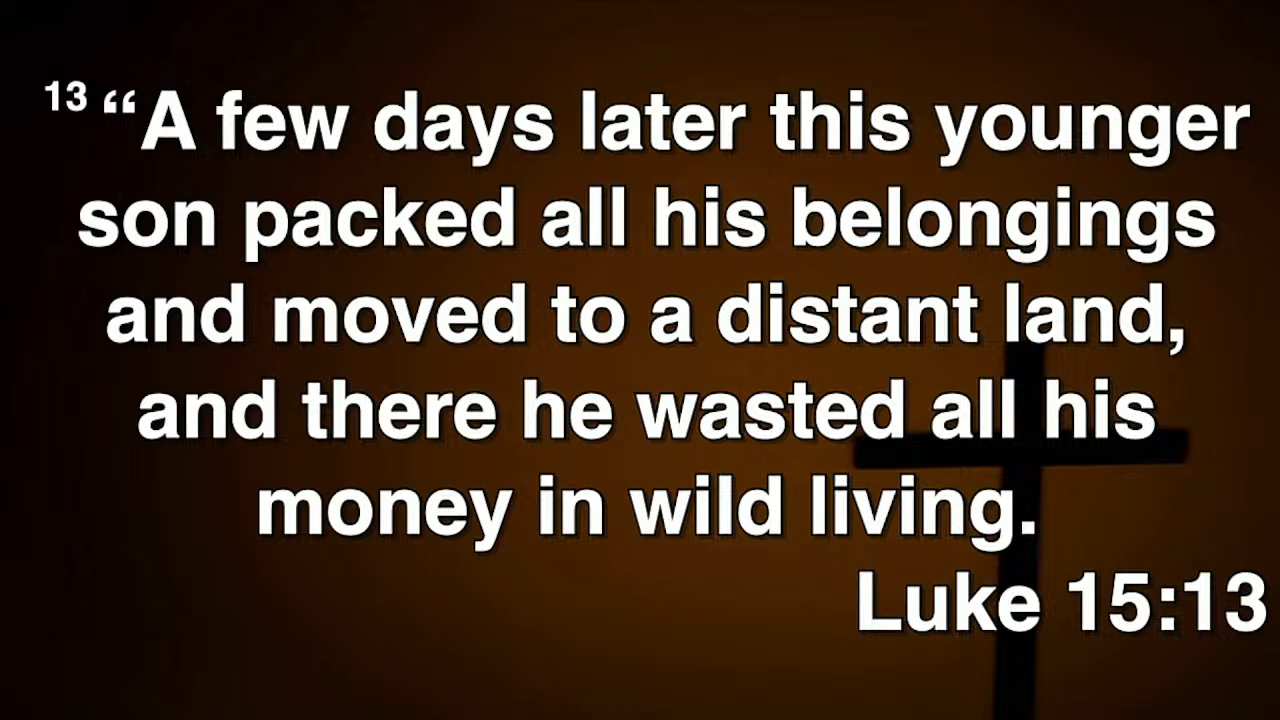 13 “A few days later this younger
son packed all his belongings
and moved to a distant land,
and there he wasted all his
money in wild living.
Luke 15:13